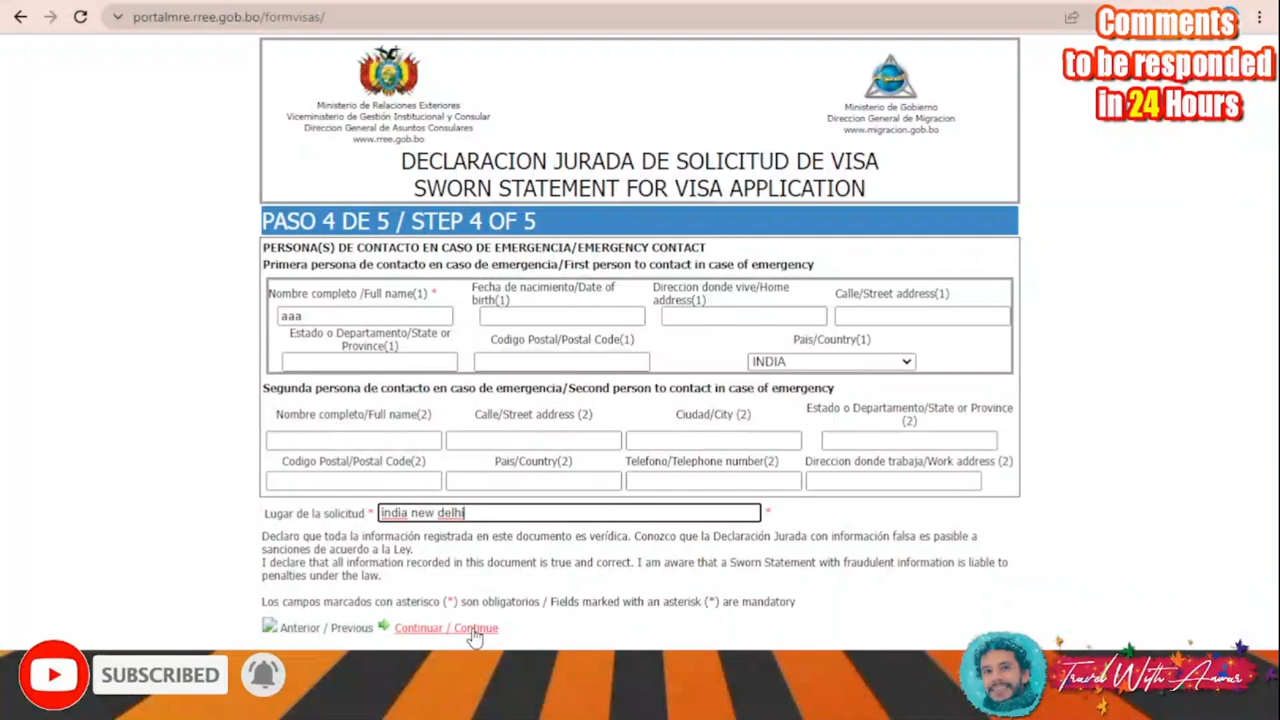 portalmre.rree.gob.bo/formvisas/
Comments
to be responded
in 24 Hours
Ministerio de Relaciones Exteriores
Viceministerio de Gestión Institucional y Consular
Direccion General de Asuntos Consulares
www.rree.gob.bo
Ministerio de Gobierno
Direccion General de Migracion
www.migracion.gob.bo
DECLARACION JURADA DE SOLICITUD DE VISA
SWORN STATEMENT FOR VISA APPLICATION
PASO 4 DE 5 / STEP 4 OF 5
PERSONA(S) DE CONTACTO EN CASO DE EMERGENCIA/EMERGENCY CONTACT
Primera persona de contacto en caso de emergencia/First person to contact in case of emergency
Nombre completo /Full name(1) *
Fecha de nacimiento/Date of
birth(1)
Direccion donde vive/Home
address(1)
Calle/Street address(1)
aaa
Estado o Departamento/State or
Province(1)
Codigo Postal/Postal Code(1)
Pais/Country(1)
INDIA
Segunda persona de contacto en caso de emergencia/Second person to contact in case of emergency
Nombre completo/Full name(2)
Calle/Street address (2)
Ciudad/City (2)
Estado o Departamento/State or Province
(2)
Codigo Postal/Postal Code(2)
Pais/Country(2)
Telefono/Telephone number(2)
Direccion donde trabaja/Work address (2)
Lugar de la solicitud * india new delhi *
Declaro que toda la información registrada en este documento es verídica. Conozco que la Declaración Jurada con información falsa es pasible a
sanciones de acuerdo a la Ley.
I declare that all information recorded in this document is true and correct. I am aware that a Sworn Statement with fraudulent information is liable to
penalties under the law.
Los campos marcados con asterisco (*) son obligatorios / Fields marked with an asterisk (*) are mandatory
Anterior / Previous Continuar / Continue
SUBSCRIBED
Travel With Anwar